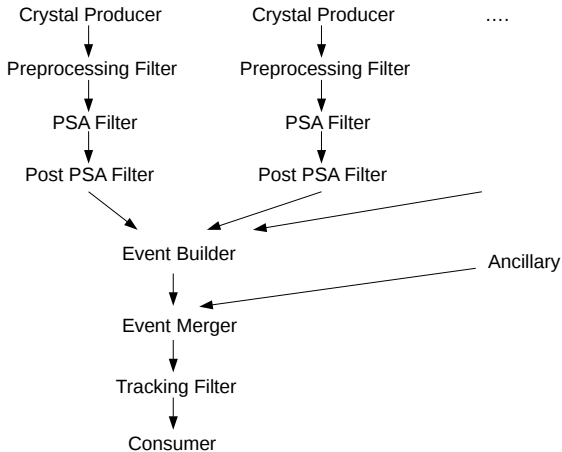 Crystal Producer Crystal Producer ....
Preprocessing Filter Preprocessing Filter
PSA Filter PSA Filter
Post PSA Filter Post PSA Filter
Event Builder
Ancillary
Event Merger
Tracking Filter
Consumer